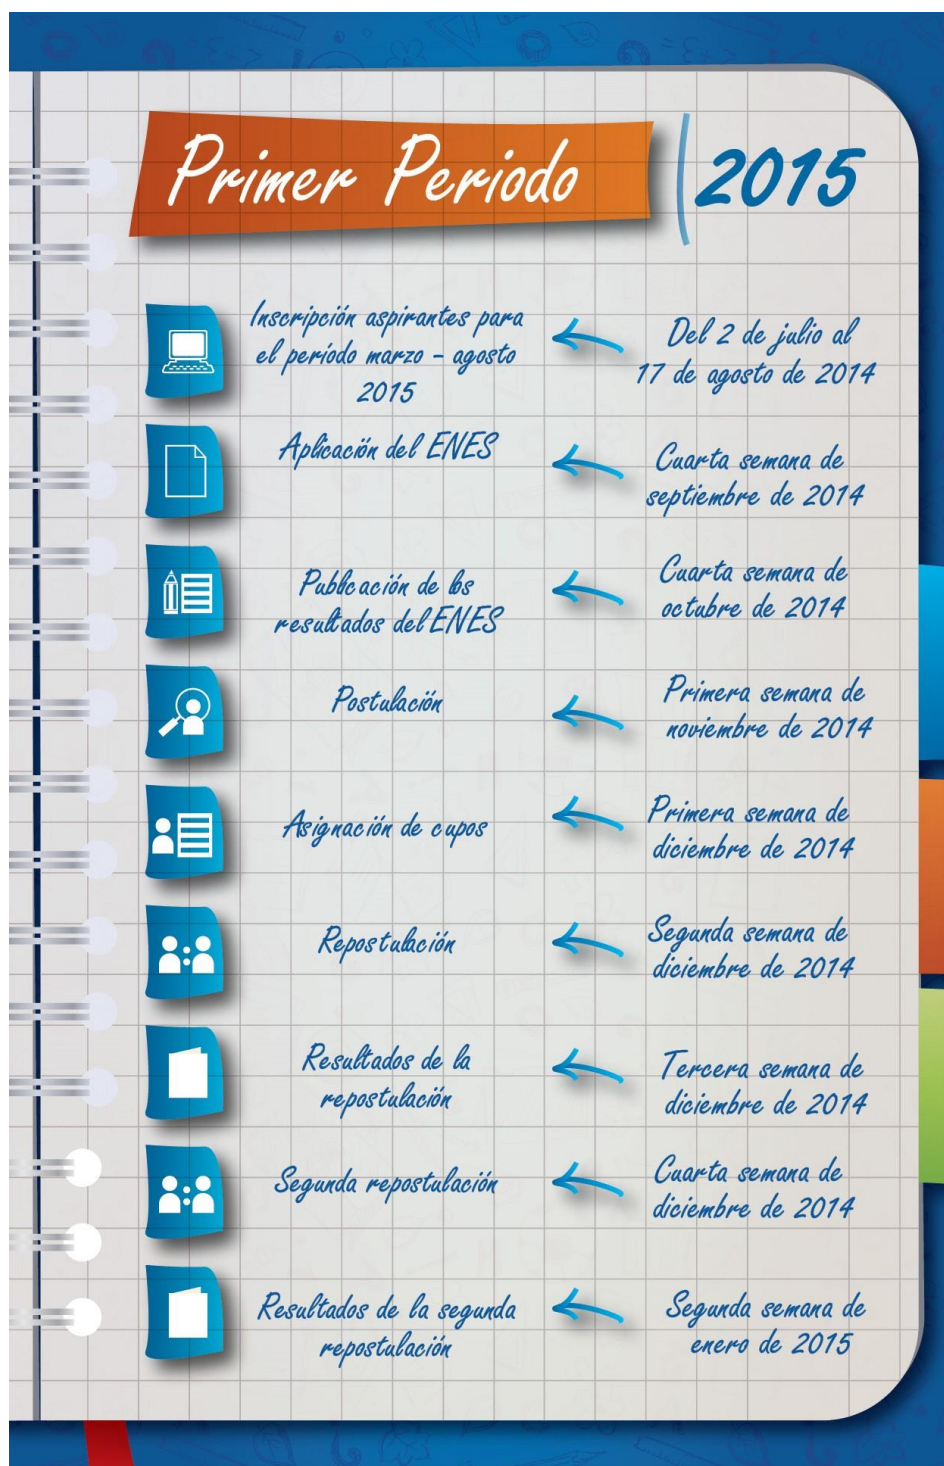 Primer Periodo
2015
Inscripción aspirantes para
el período marzo - agosto
2015
Del 2 de julio al
17 de agosto de 2014
Aplicación del ENES
Cuarta semana de
septiembre de 2014
Publicación de los
resultados del ENES
Cuarta semana de
octubre de 2014
Postulación
Primera semana de
noviembre de 2014
Asignación de cupos
Primera semana de
diciembre de 2014
Repostulación
Segunda semana de
diciembre de 2014
Resultados de la
repostulación
Tercera semana de
diciembre de 2014
Segunda repostulación
Cuarta semana de
diciembre de 2014
Resultados de la segunda
repostulación
Segunda semana de
enero de 2015